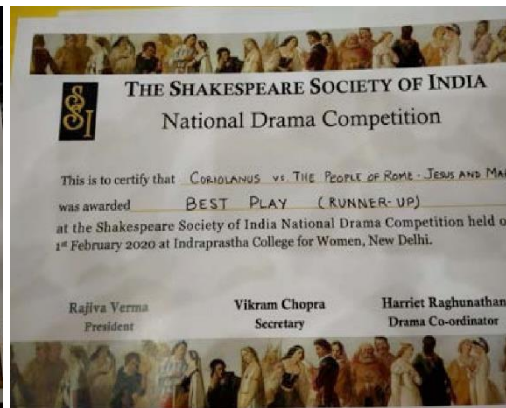 SSI
THE SHAKESPEARE SOCIETY OF INDIA
National Drama Competition
This is to certify that CORIOLANUS VS. THE PEOPLE OF ROME - JESUS AND
was awarded BEST PLAY (RUNNER-UP)
at the Shakespeare Society of India National Drama Competition held
1st February 2020 at Indraprastha College for Women, New Delhi.
Rajiva Verma Vikram Chopra Harriet Raghunathan
President Secretary Drama Co-ordinator